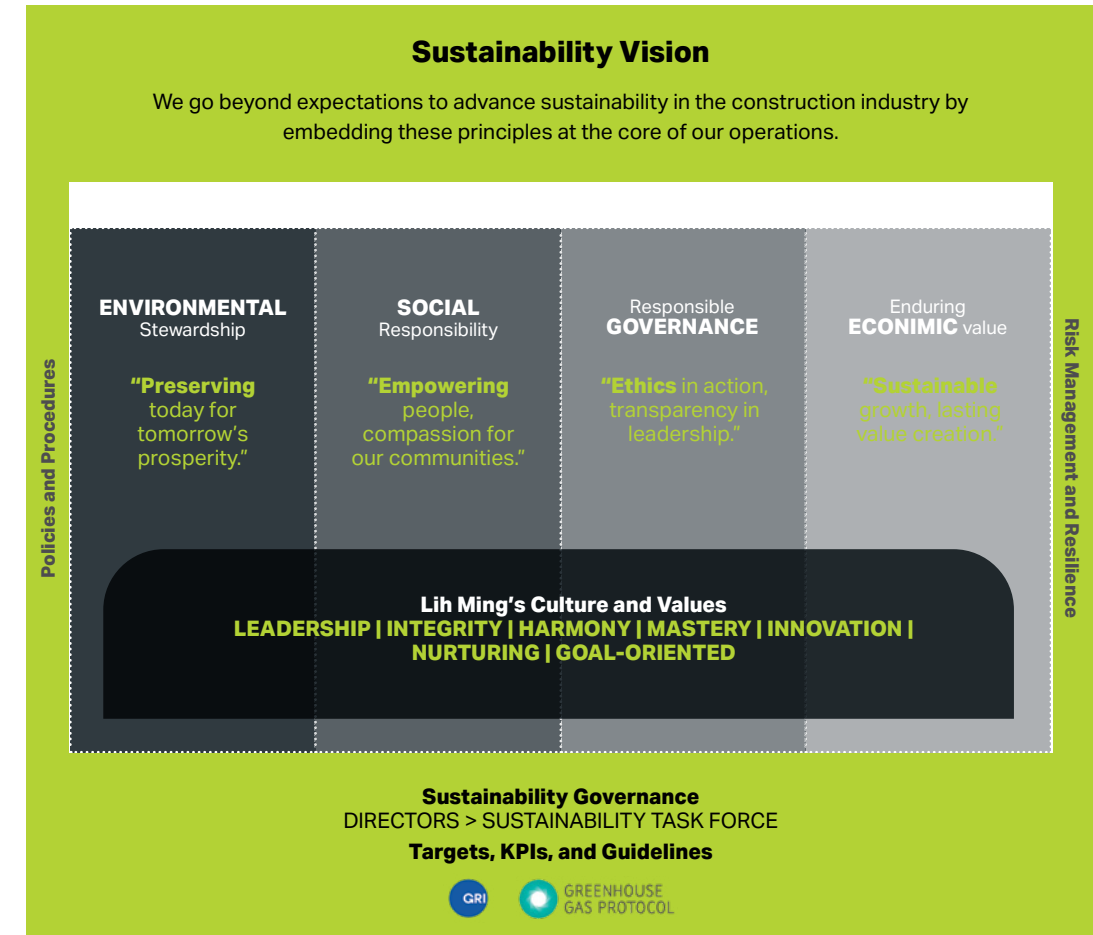 Sustainability Vision
We go beyond expectations to advance sustainability in the construction industry by
embedding these principles at the core of our operations.
Policies and Procedures
ENVIRONMENTAL
Stewardship
“Preserving
today for
tomorrow’s
prosperity.”
SOCIAL
Responsibility
“Empowering
people,
compassion for
our communities.”
Responsible
GOVERNANCE
“Ethics in action,
transparency in
leadership.”
Enduring
ECONIMIC value
“Sustainable
growth, lasting
value creation.”
Risk Management and Resilience
Lih Ming’s Culture and Values
LEADERSHIP | INTEGRITY | HARMONY | MASTERY | INNOVATION |
NURTURING | GOAL-ORIENTED
Sustainability Governance
DIRECTORS > SUSTAINABILITY TASK FORCE
Targets, KPIs, and Guidelines
GRI
GREENHOUSE
GAS PROTOCOL